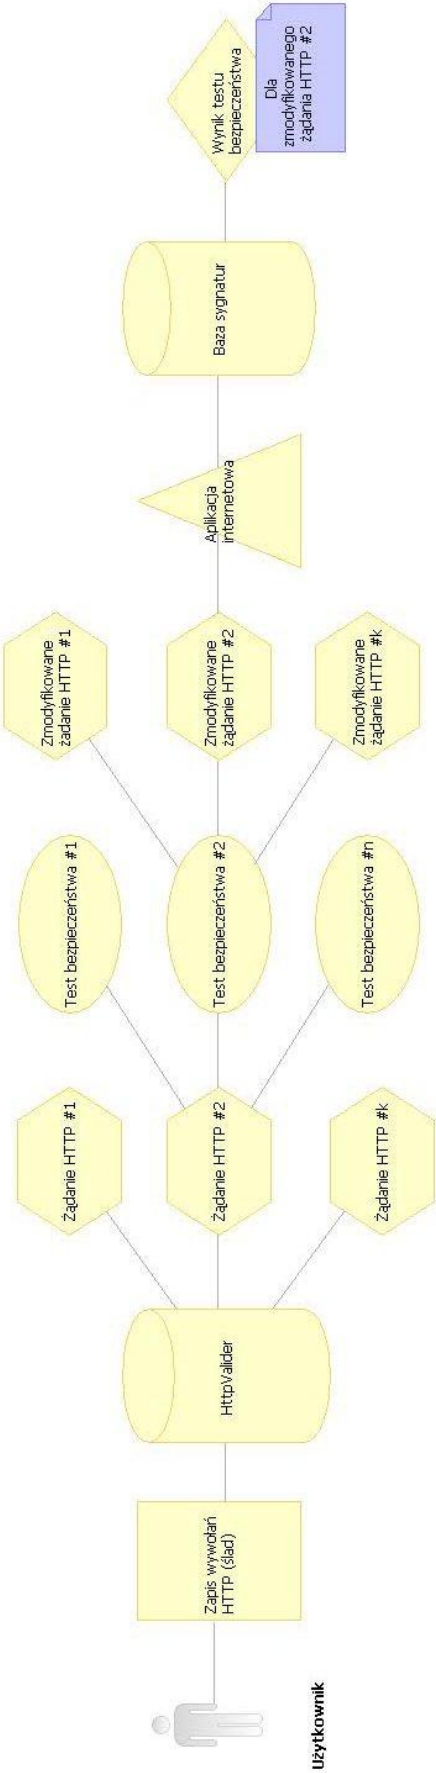 Użytkownik
Zapis wywołań
HTTP (ślad)
HttpValider
Żądanie HTTP #1
Żądanie HTTP #2
Żądanie HTTP #k
Test bezpieczeństwa #1
Test bezpieczeństwa #2
Test bezpieczeństwa #n
Zmodyfikowane
żadanie HTTP #1
Zmodyfikowane
żądanie HTTP #2
Zmodyfikowane
żądanie HTTP #k
Aplikacja
internetowa
Baza sygnatur
Wynik testu
bezpieczeństwa
Dla
zmodyfikowanego
żądania HTTP #2